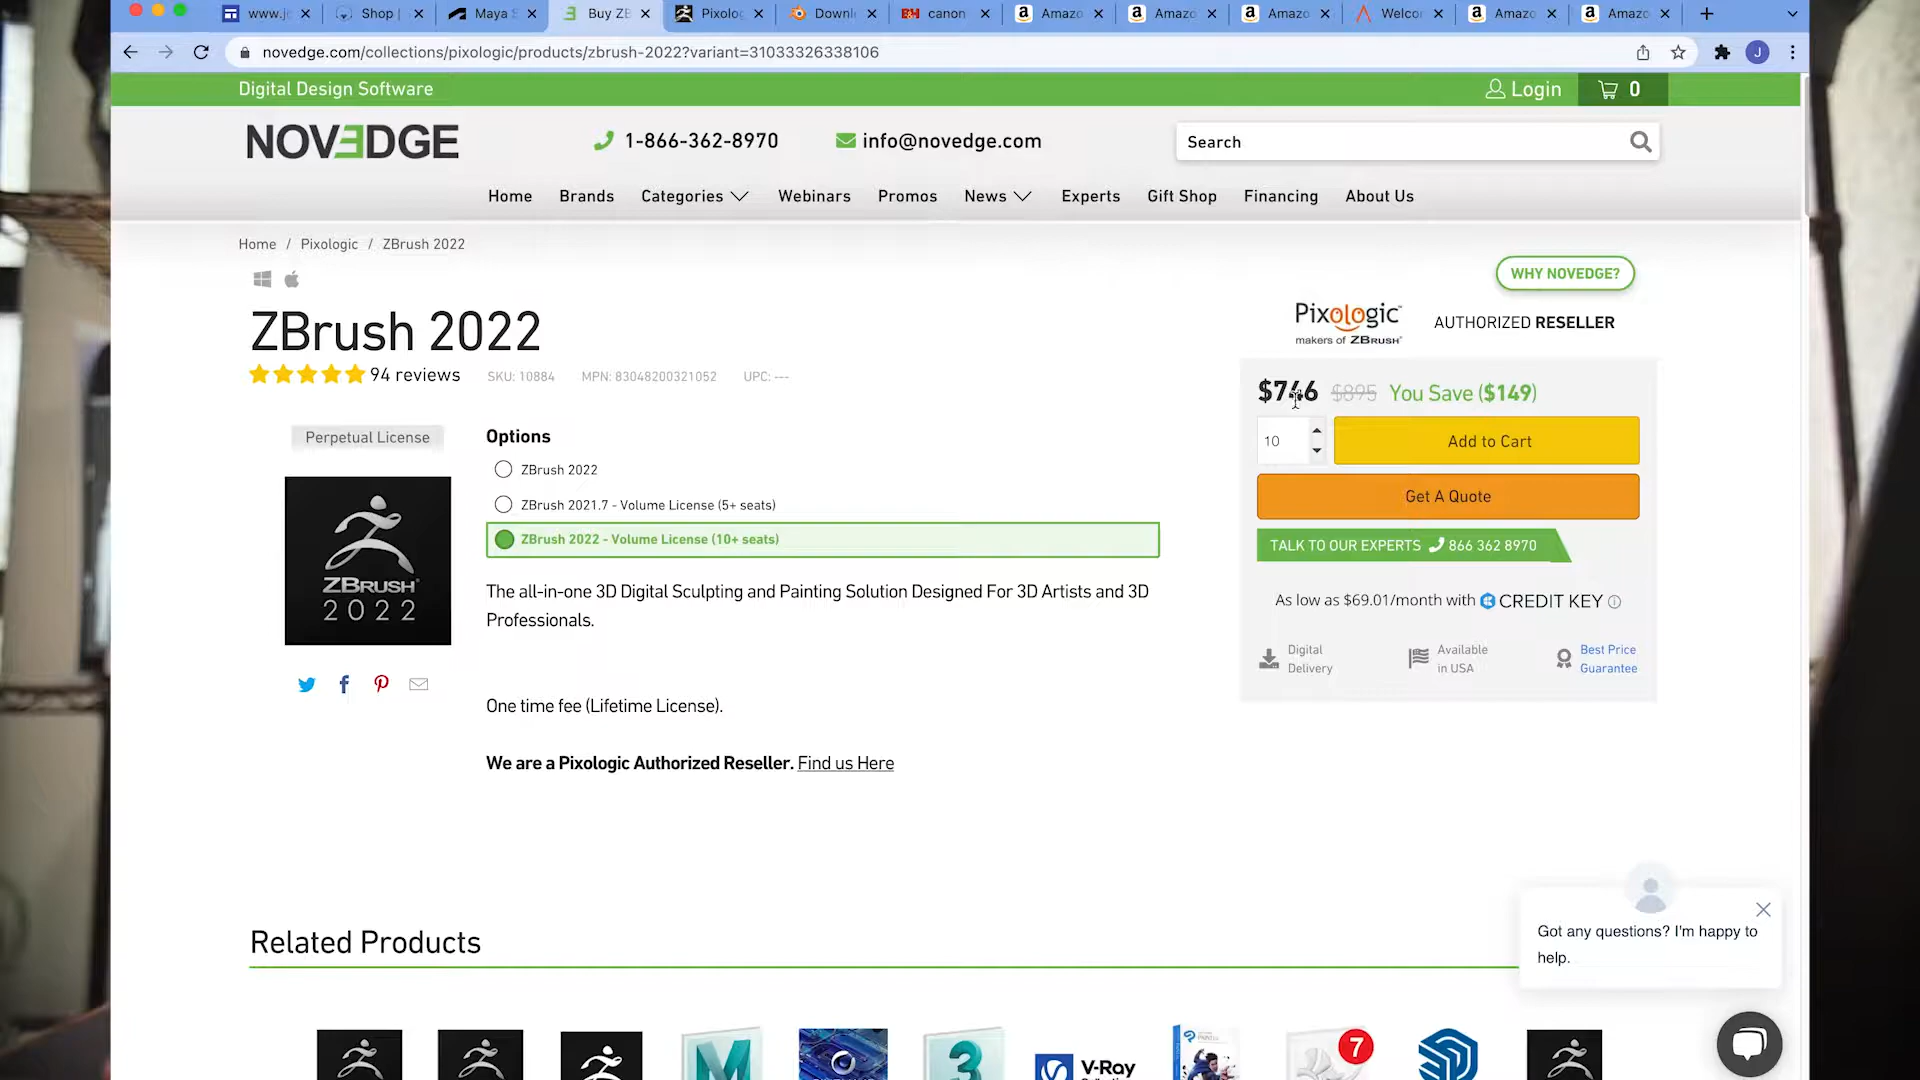 www.jo
Shop |
Maya S
Buy ZB
Pixolog
Downl
canon
Amazo
Amazo
Amazo
Welcor
Amazo
Amazo
novedge.com/collections/pixologic/products/zbrush-2022?variant=31033326338106
J
Digital Design Software
Login
0
NOVEDGE
1-866-362-8970
info@novedge.com
Search
Home Brands Categories Webinars Promos News Experts Gift Shop Financing About Us
Home / Pixologic / ZBrush 2022
WHY NOVEDGE?
ZBrush 2022
Pixologic
makers of ZBRUSH
AUTHORIZED RESELLER
94 reviews
SKU: 10884
MPN: 83048200321052
UPC: ---
$746 $895 You Save ($149)
Perpetual License
Options
10
Add to Cart
ZBrush 2022
ZBrush 2021.7 - Volume License (5+ seats)
Get A Quote
ZBrush 2022 - Volume License (10+ seats)
TALK TO OUR EXPERTS 866 362 8970
ZBRUSH
2022
The all-in-one 3D Digital Sculpting and Painting Solution Designed For 3D Artists and 3D
Professionals.
As low as $69.01/month with CREDIT KEY
Digital
Delivery
Available
in USA
Best Price
Guarantee
One time fee (Lifetime License).
We are a Pixologic Authorized Reseller. Find us Here
Got any questions? I'm happy to
help.
Related Products
V-Ray
7